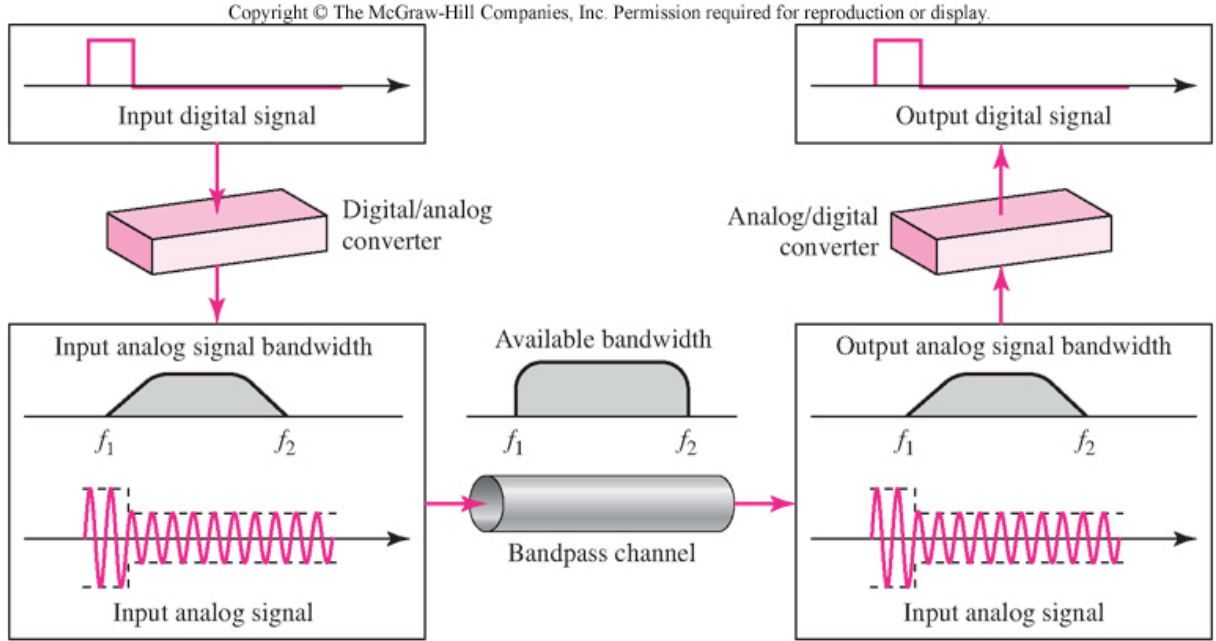 Copyright © The McGraw-Hill Companies, Inc. Permission required for reproduction or display.
Input digital signal
Output digital signal
Digital/analog
converter
Analog/digital
converter
Input analog signal bandwidth
f1
f2
Input analog signal
Available bandwidth
f1
f2
Bandpass channel
Output analog signal bandwidth
f1
f2
Input analog signal